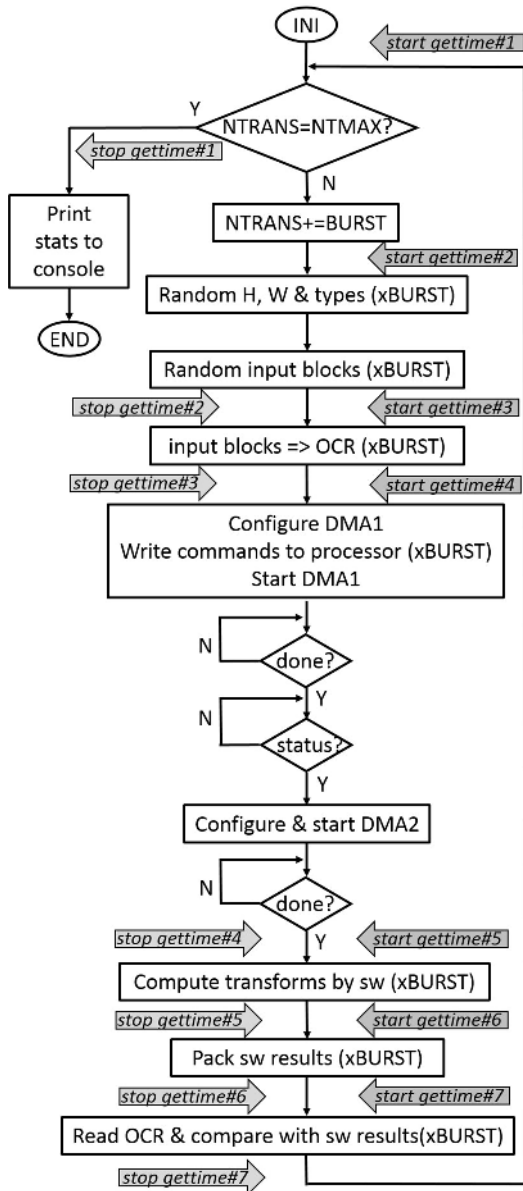 INI
start gettime#1
Y
NTRANS=NTMAX?
stop gettime#1
N
Print
stats to
console
NTRANS+=BURST
start gettime#2
Random H, W & types (xBURST)
END
Random input blocks (xBURST)
stop gettime#2
start gettime#3
input blocks => OCR (xBURST)
stop gettime#3
start gettime#4
Configure DMA1
Write commands to processor (xBURST)
Start DMA1
N
done?
Y
N
status?
Y
Configure & start DMA2
N
done?
Y
stop gettime#4
start gettime#5
Compute transforms by sw (xBURST)
stop gettime#5
start gettime#6
Pack sw results (xBURST)
stop gettime#6
start gettime#7
Read OCR & compare with sw results(xBURST)
stop gettime#7